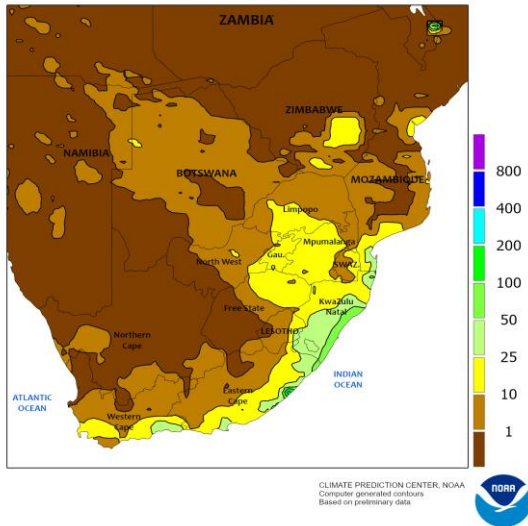 ZAMBIA
ZIMBABWE
NAMIBIA
BOTSWANA
MOZAMBIQUE
Limpopo
Mpumalanga
Gau.
North West
SWAZ.
KwaZulu
Natal
Free State
LESOTHO
Northern
Cape
INDIAN
OCEAN
ATLANTIC
OCEAN
Eastern
Cape
Western
Cape
800
400
200
100
50
25
10
1
CLIMATE PREDICTION CENTER, NOAA
Computer generated contours
Based on preliminary data
NOAA